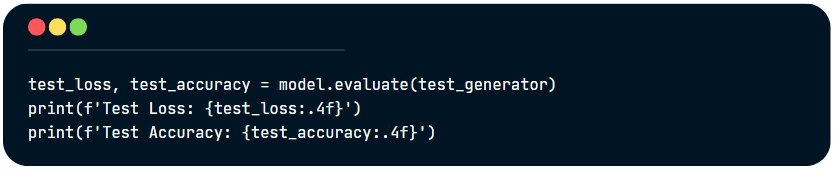 test_loss, test_accuracy = model.evaluate(test_generator)
print(f'Test Loss: {test_loss:.4f}')
print(f'Test Accuracy: {test_accuracy:.4f}')